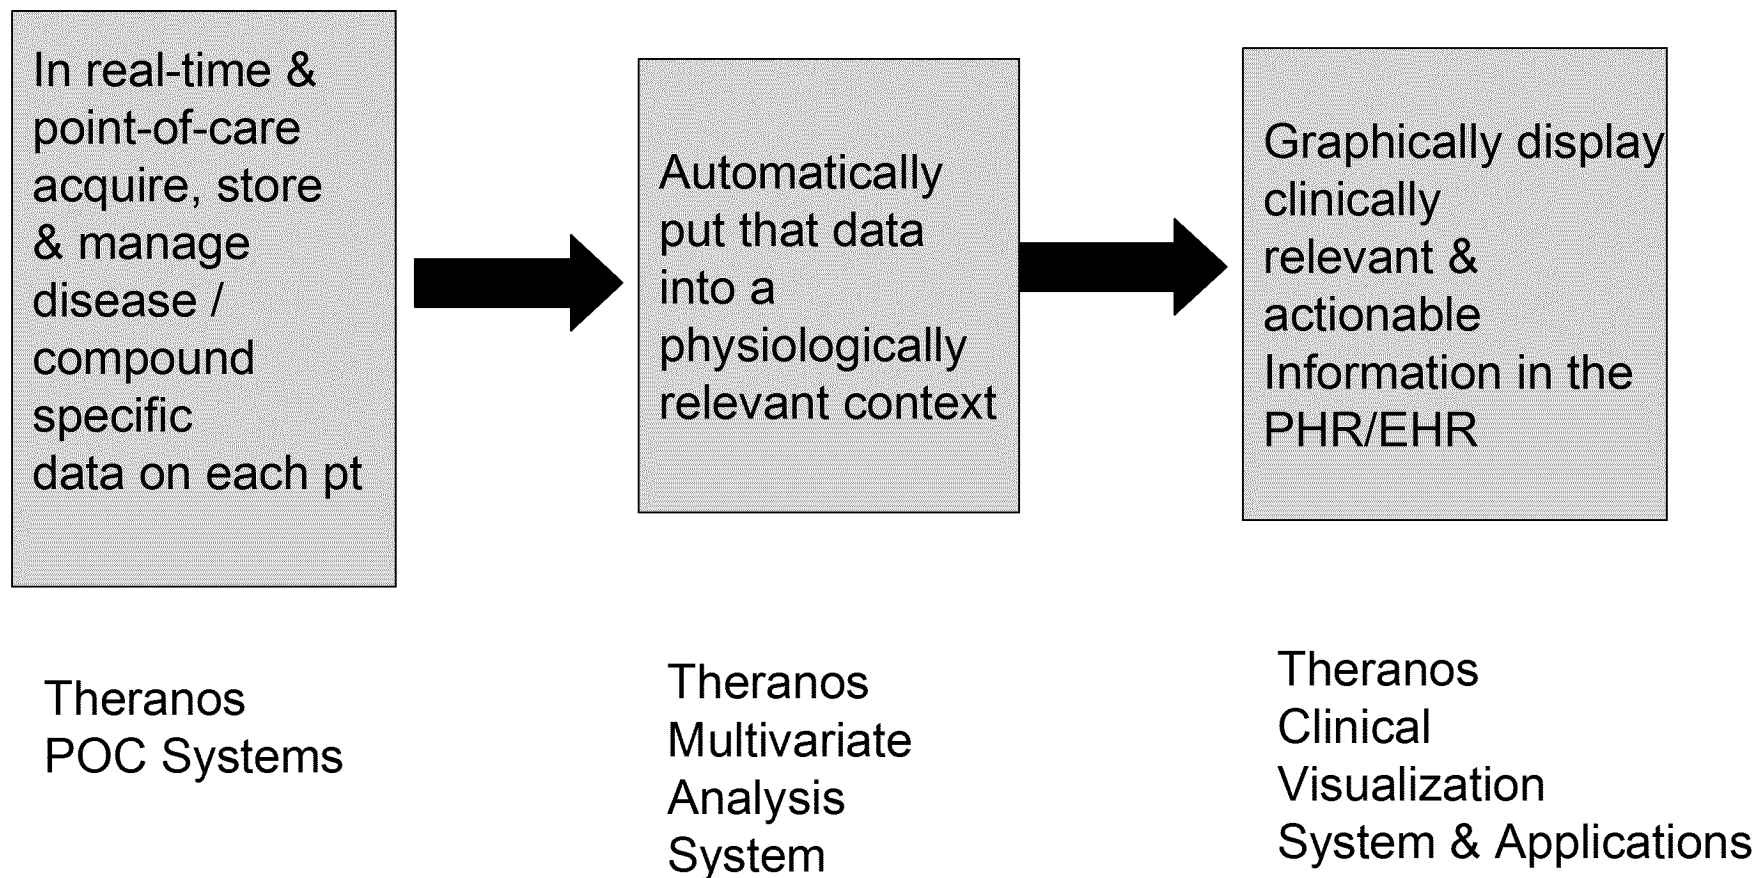 In real-time &
point-of-care
acquire, store
& manage
disease /
compound
specific
data on each pt
Automatically
put that data
into a
physiologically
relevant context
Graphically display
clinically
relevant &
actionable
Information in the
PHR/EHR
Theranos
POC Systems
Theranos
Multivariate
Analysis
System
Theranos
Clinical
Visualization
System & Applications